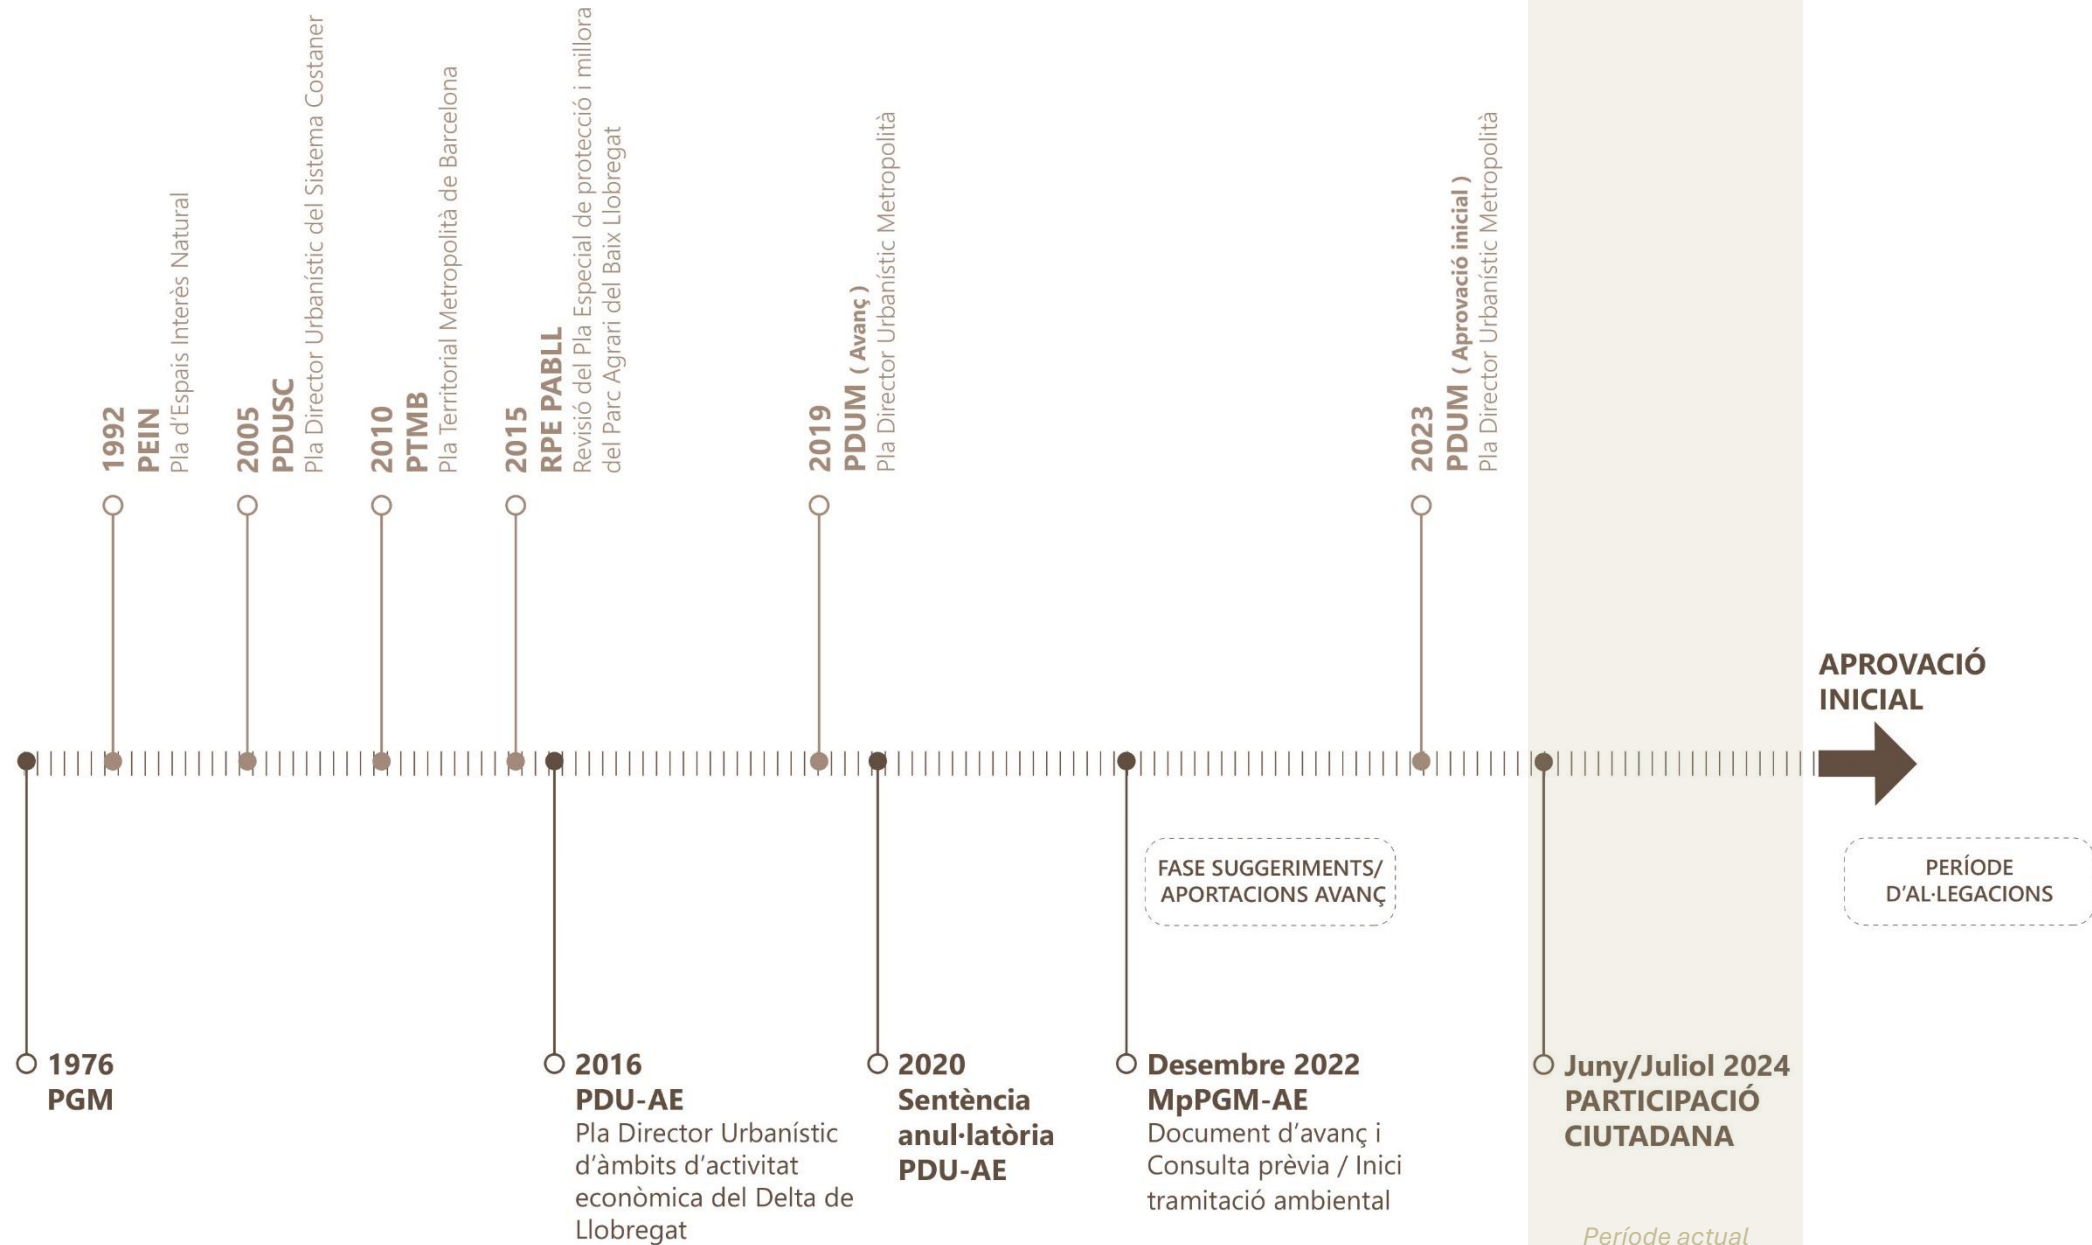 1992
PEIN
Pla d'Espais Interès Natural
2005
PDUSC
Pla Director Urbanístic del Sistema Costaner
2010
PTMB
Pla Territorial Metropolità de Barcelona
2015
RPE PABLL
Revisió del Pla Especial de protecció i millora
del Parc Agrari del Baix Llobregat
2019
PDUM ( Avanç )
Pla Director Urbanístic Metropolità
2023
PDUM ( Aprovació inicial )
Pla Director Urbanístic Metropolità
APROVACIÓ
INICIAL
FASE SUGGERIMENTS/
APORTACIONS AVANÇ
PERÍODE
D'AL·LEGACIONS
1976
PGM
2016
PDU-AE
Pla Director Urbanístic
d'àmbits d'activitat
econòmica del Delta de
Llobregat
2020
Sentència
anul·latòria
PDU-AE
Desembre 2022
MpPGM-AE
Document d'avanç i
Consulta prèvia / Inici
tramitació ambiental
Juny/Juliol 2024
PARTICIPACIÓ
CIUTADANA
Període actual